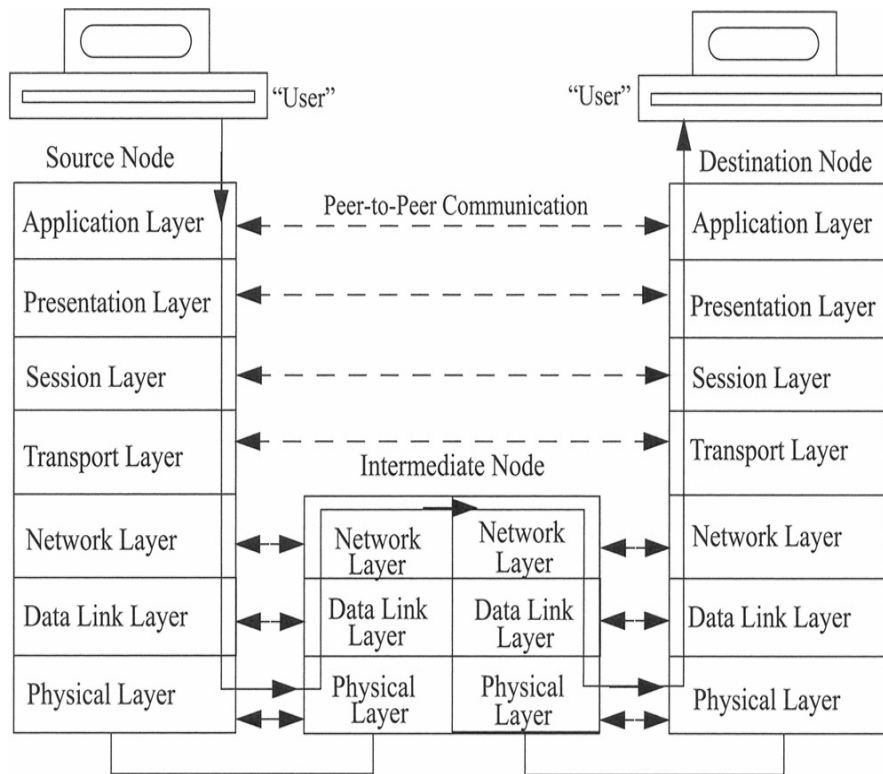 “User”
“User”
Source Node
Destination Node
Application Layer
Peer-to-Peer Communication
Application Layer
Presentation Layer
Presentation Layer
Session Layer
Session Layer
Transport Layer
Transport Layer
Intermediate Node
Network Layer
Network
Layer
Network
Layer
Network Layer
Data Link Layer
Data Link
Layer
Data Link
Layer
Data Link Layer
Physical Layer
Physical
Layer
Physical
Layer
Physical Layer